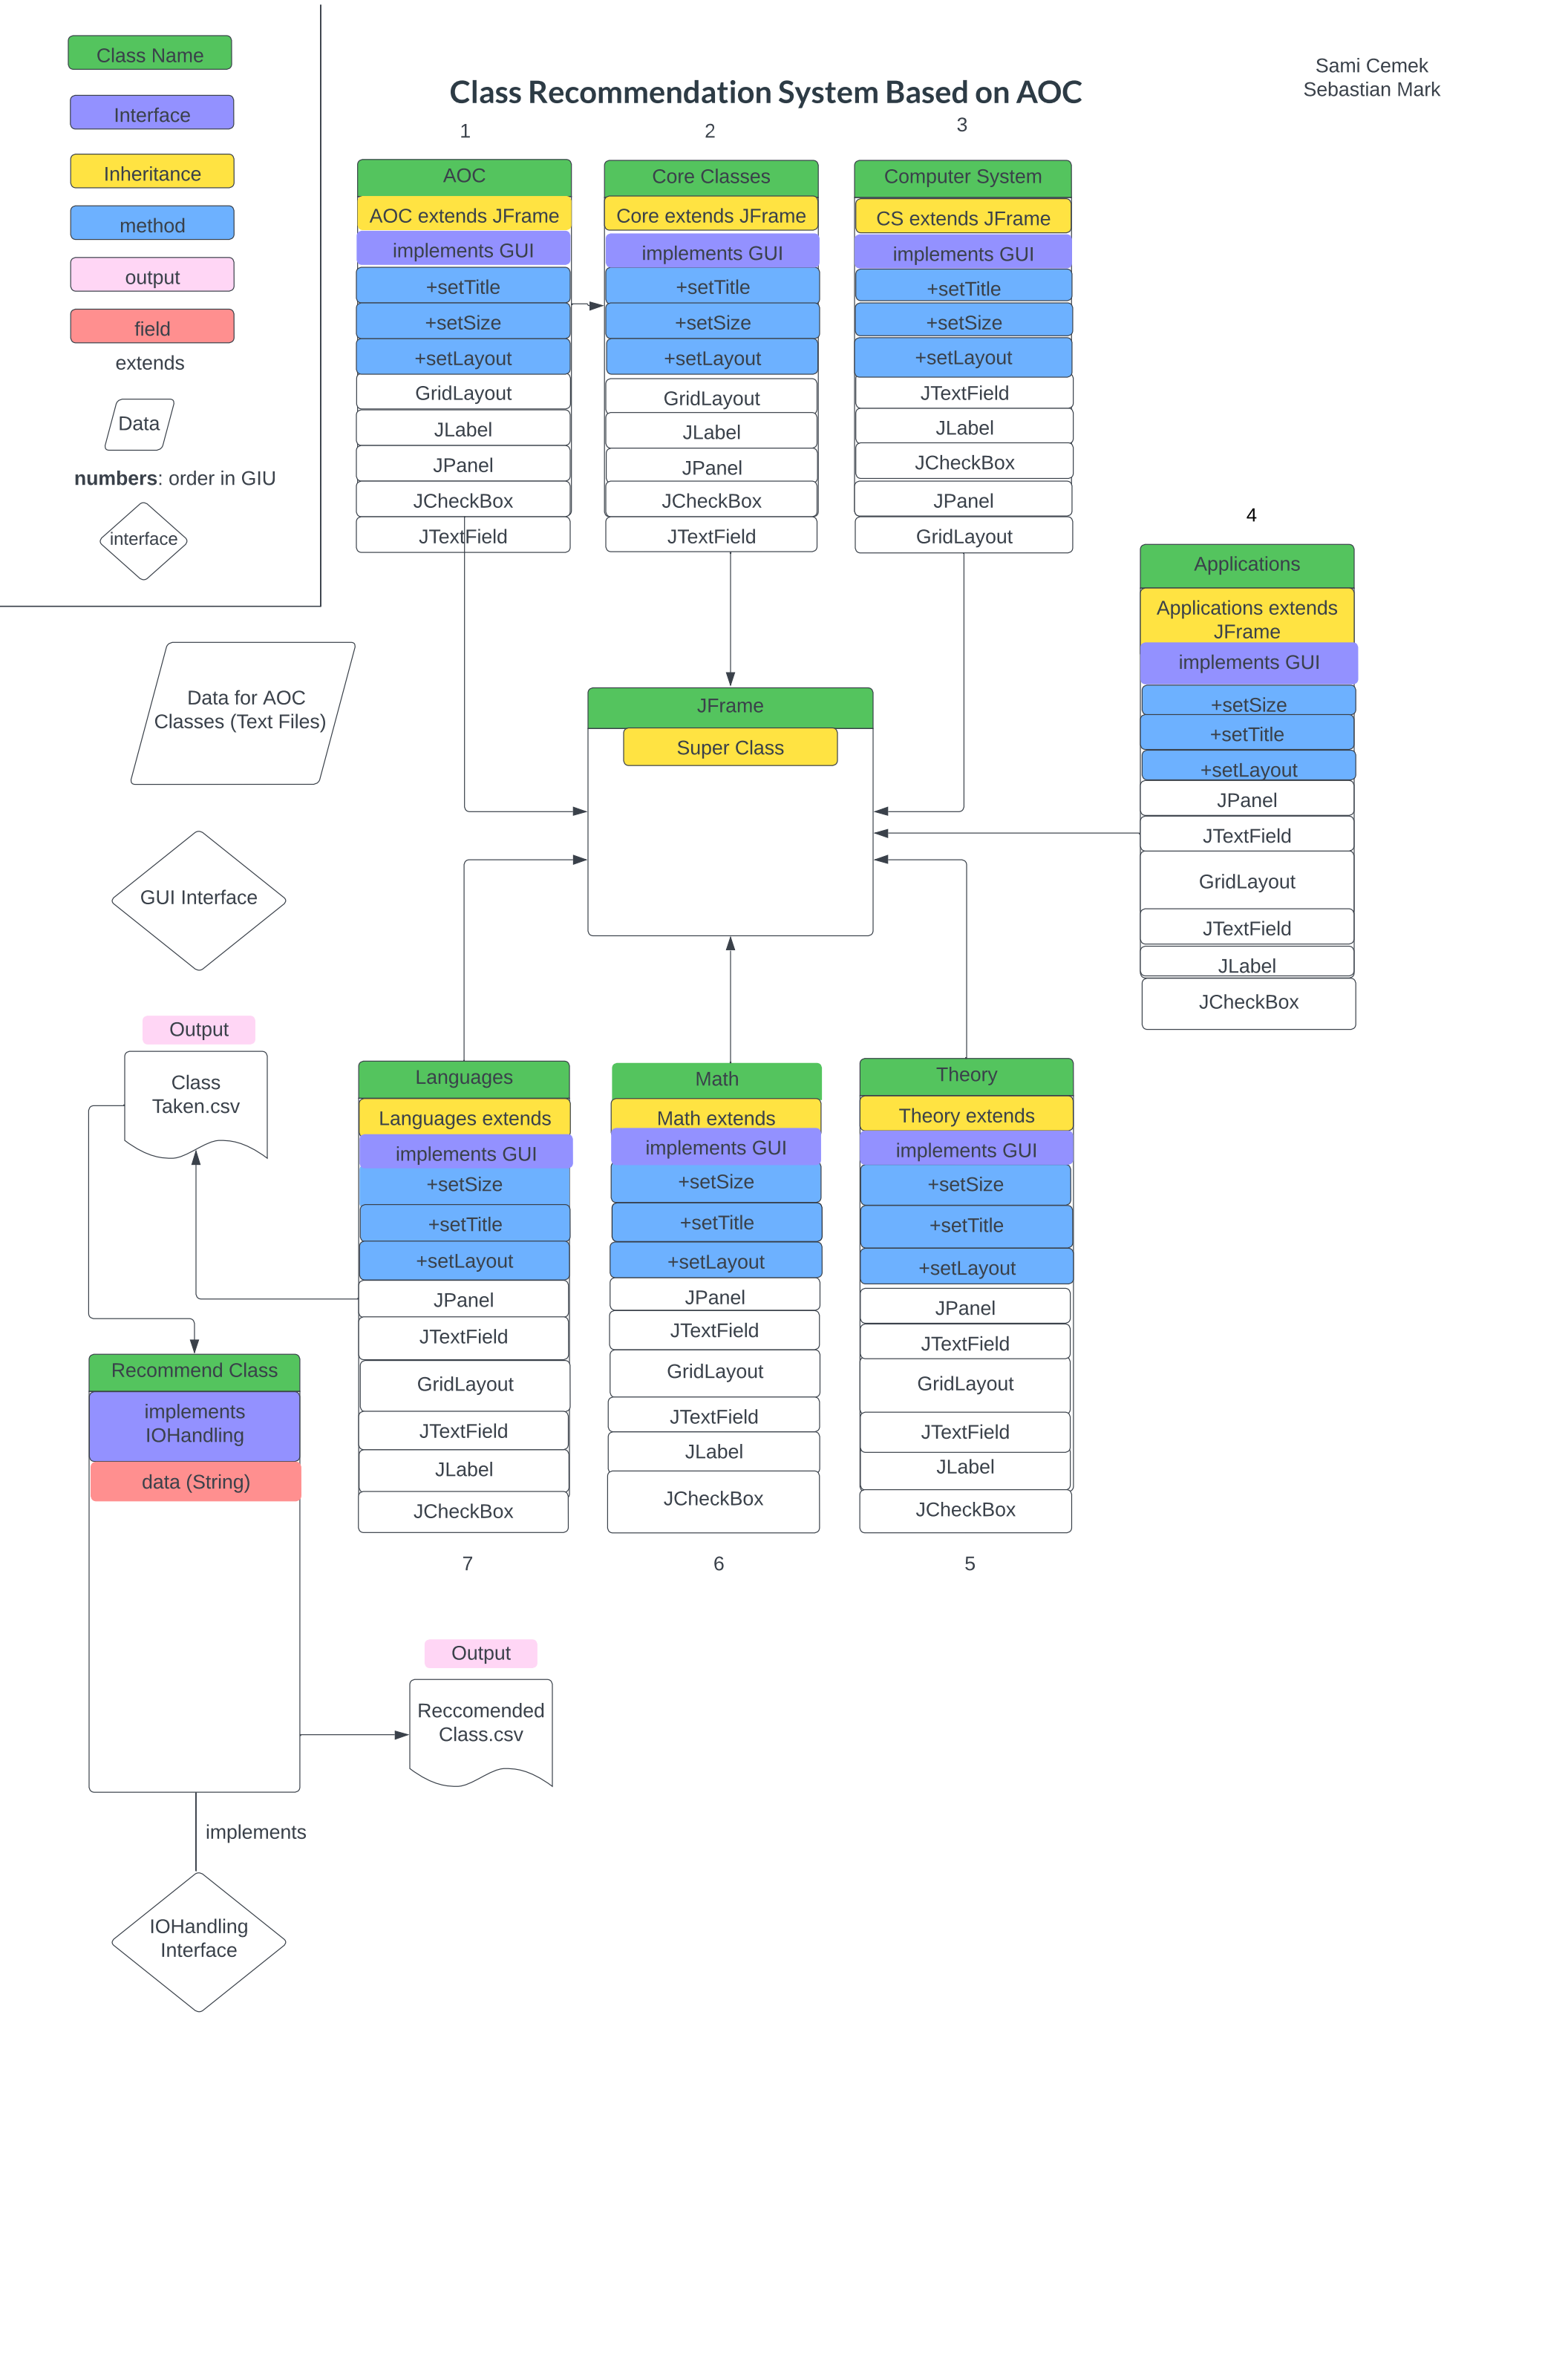 Class Name
Interface
Inheritance
method
output
field
extends
Data
numbers: order in GIU
interface
Class Recommendation System Based on AOC
Sami Cemek
Sebastian Mark
1
AOC
AOC extends JFrame
implements GUI
+setTitle
+setSize
+setLayout
GridLayout
JLabel
JPanel
JCheckBox
JTextField
2
Core Classes
Core extends JFrame
implements GUI
+setTitle
+setSize
+setLayout
GridLayout
JLabel
JPanel
JCheckBox
JTextField
3
Computer System
CS extends JFrame
implements GUI
+setTitle
+setSize
+setLayout
JTextField
JLabel
JCheckBox
JPanel
GridLayout
4
Applications
Applications extends
JFrame
implements GUI
+setSize
+setTitle
+setLayout
JPanel
JTextField
GridLayout
JTextField
JLabel
JCheckBox
JFrame
Super Class
Data for AOC
Classes (Text Files)
GUI Interface
Output
Class
Taken.csv
Languages
Languages extends
implements GUI
+setSize
+setTitle
+setLayout
JPanel
JTextField
GridLayout
JTextField
JLabel
JCheckBox
7
Math
Math extends
implements GUI
+setSize
+setTitle
+setLayout
JPanel
JTextField
GridLayout
JTextField
JLabel
JCheckBox
6
Theory
Theory extends
implements GUI
+setSize
+setTitle
+setLayout
JPanel
JTextField
GridLayout
JTextField
JLabel
JCheckBox
5
Recommend Class
implements
IOHandling
data (String)
Output
Reccomended
Class.csv
implements
IOHandling
Interface